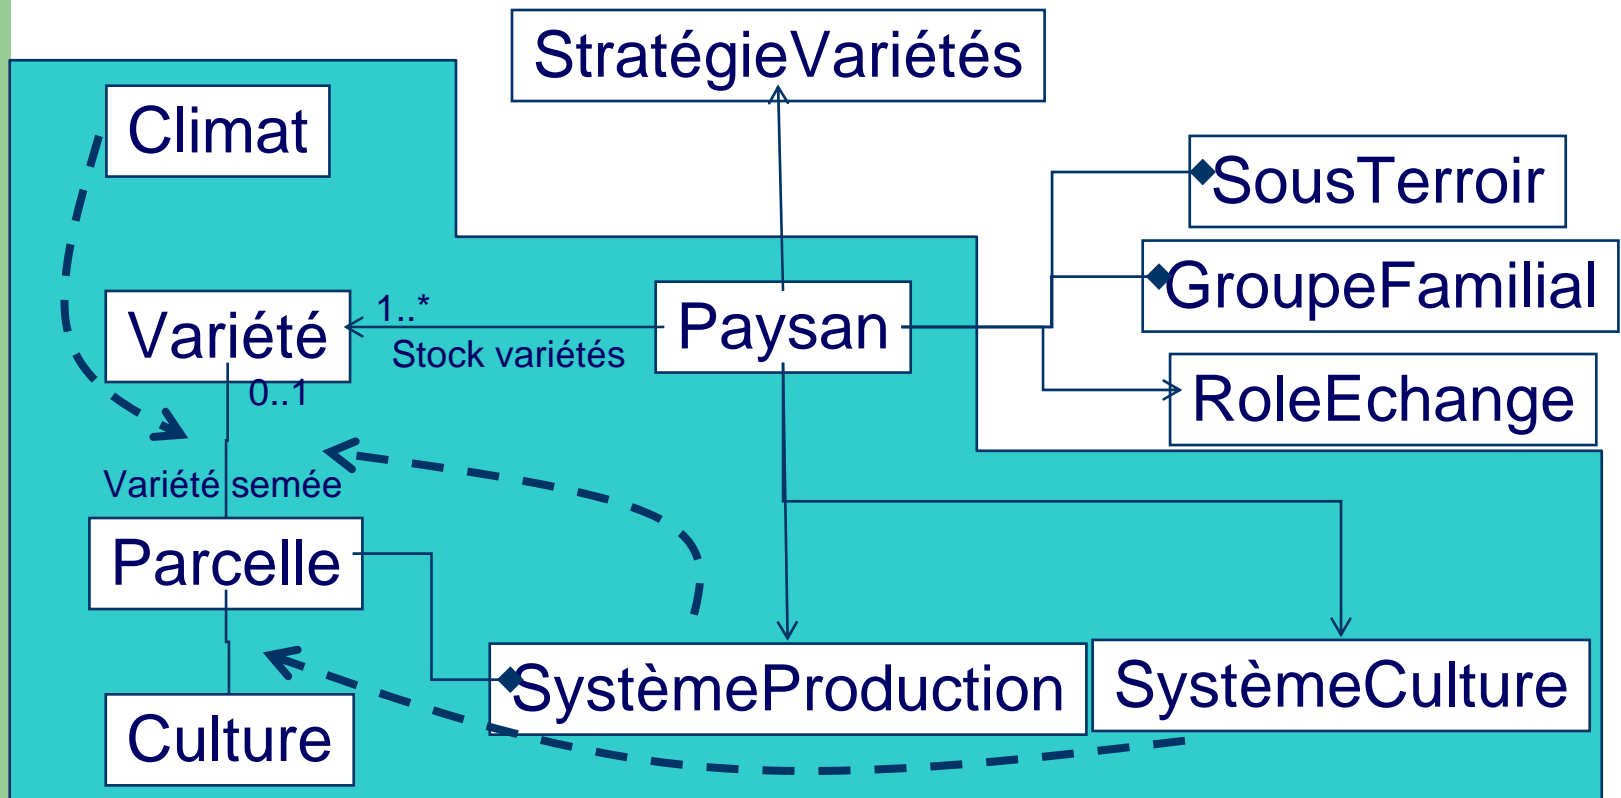 StratégieVariétés
Climat
SousTerroir
GroupeFamilial
1..*
Variété
Paysan
Stock variétés
0..1
RoleEchange
Variété semée
Parcelle
SystèmeProduction
SystèmeCulture
Culture